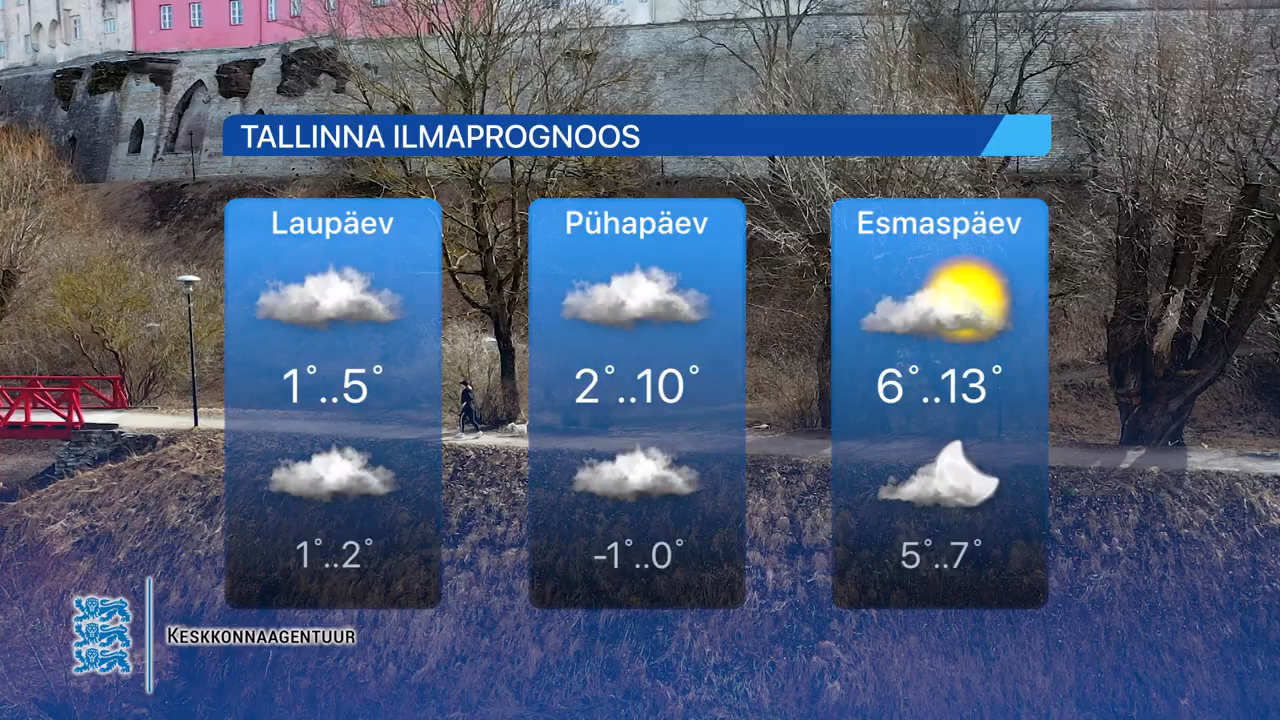 TALLINNA ILMAPROGNOOS
Laupäev
1°..5°
1°..2°
Pühapäev
2°..10°
-1°..0°
Esmaspäev
6°..13°
5°..7°
KESKKONNAAGENTUUR